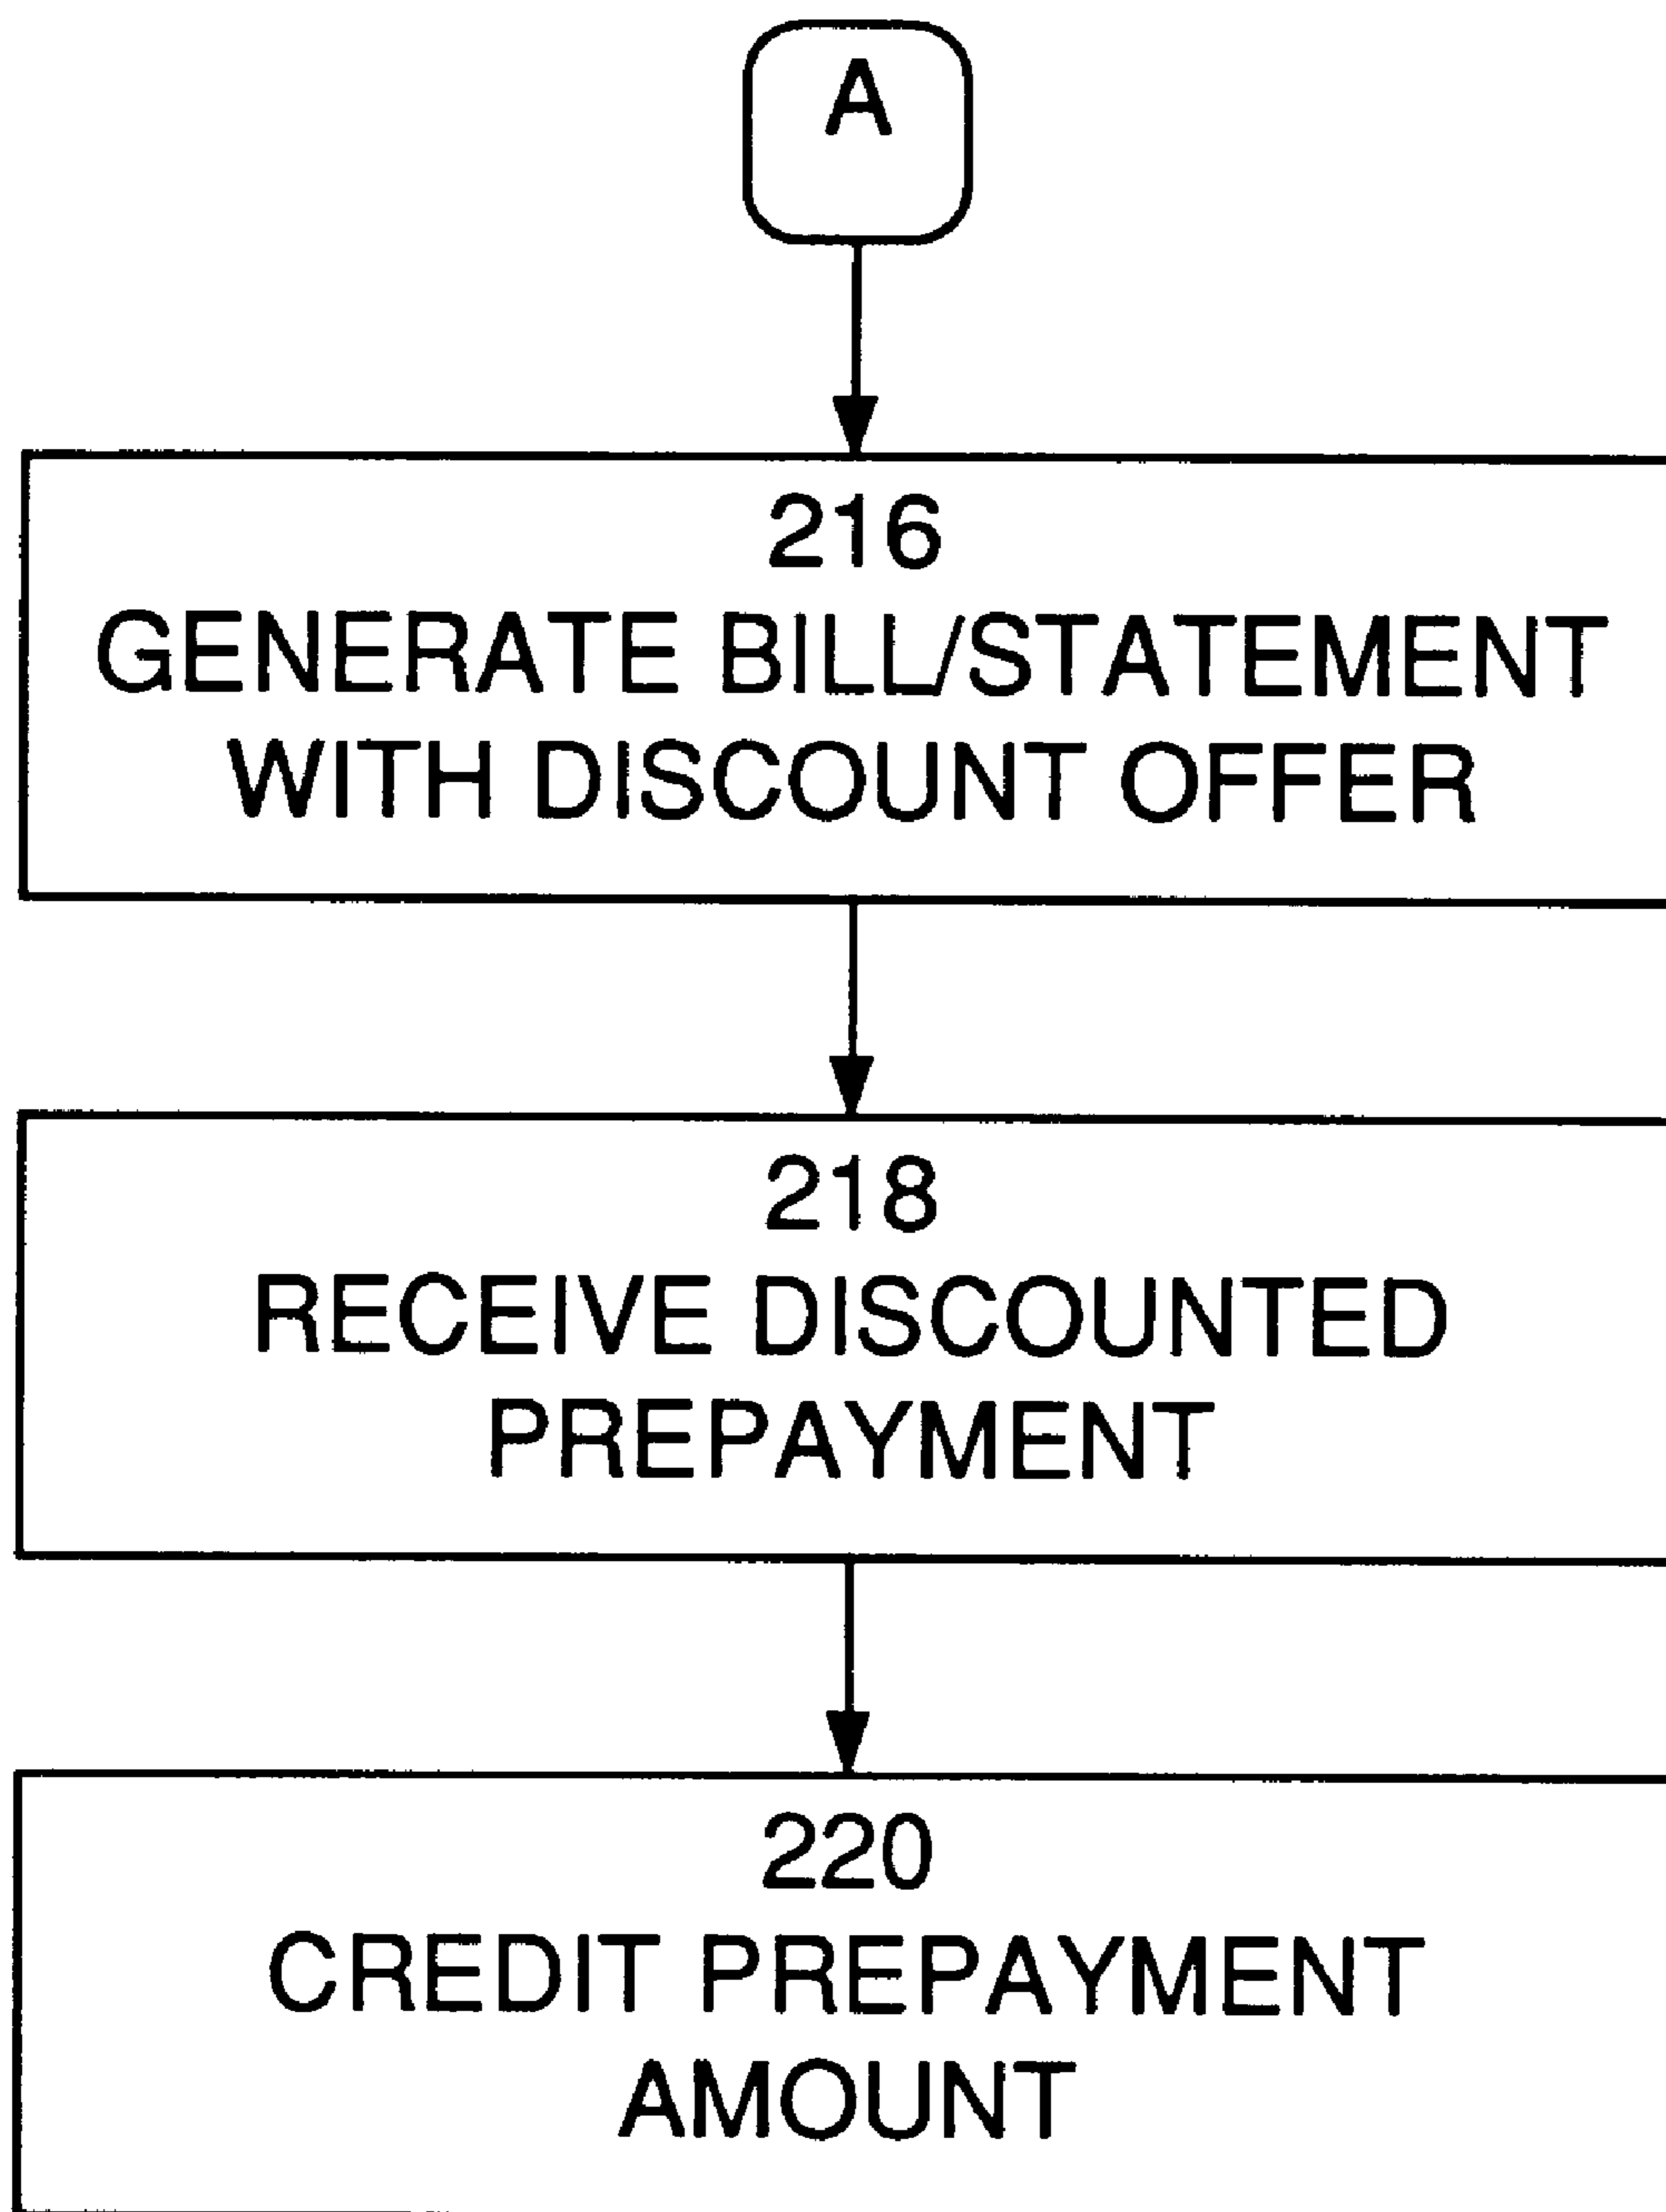 A
216
GENERATE BILL/STATEMENT
WITH DISCOUNT OFFER
218
RECEIVE DISCOUNTED
PREPAYMENT
220
CREDIT PREPAYMENT
AMOUNT